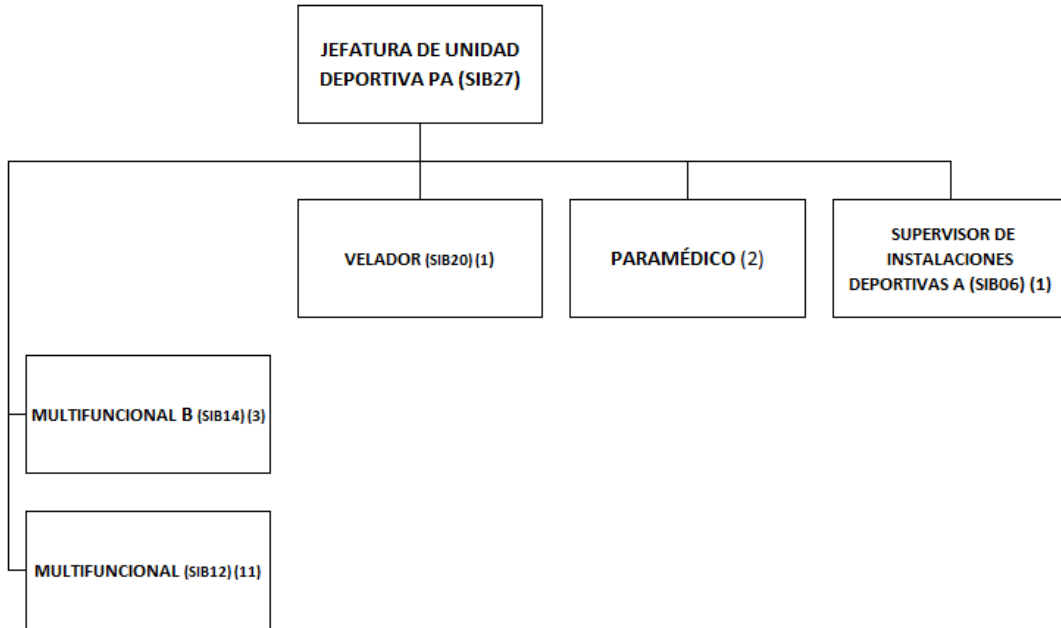 JEFATURA DE UNIDAD
DEPORTIVA PA (SIB27)
VELADOR (SIB20) (1)
PARAMÉDICO (2)
SUPERVISOR DE
INSTALACIONES
DEPORTIVAS A (SIB06) (1)
MULTIFUNCIONAL B (SIB14) (3)
MULTIFUNCIONAL (SIB12) (11)